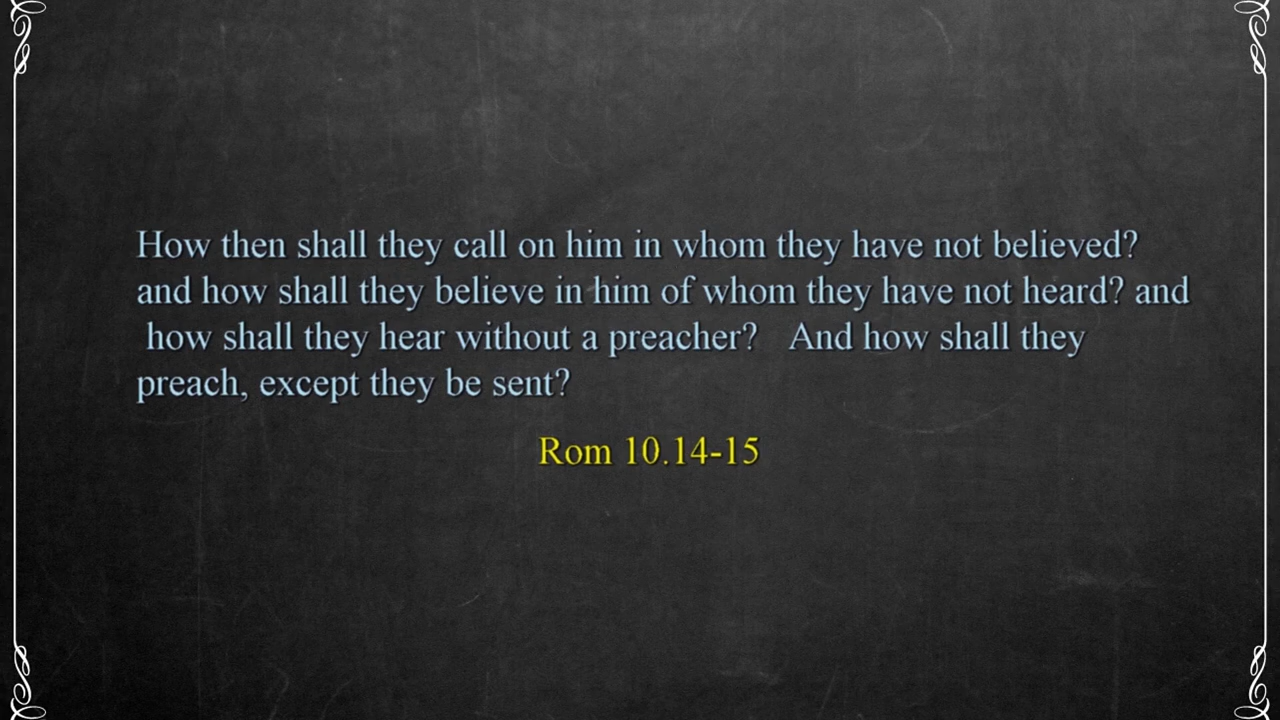 How then shall they call on him in whom they have not believed?
and how shall they believe in him of whom they have not heard? and
how shall they hear without a preacher?   And how shall they
preach, except they be sent?
Rom 10.14-15